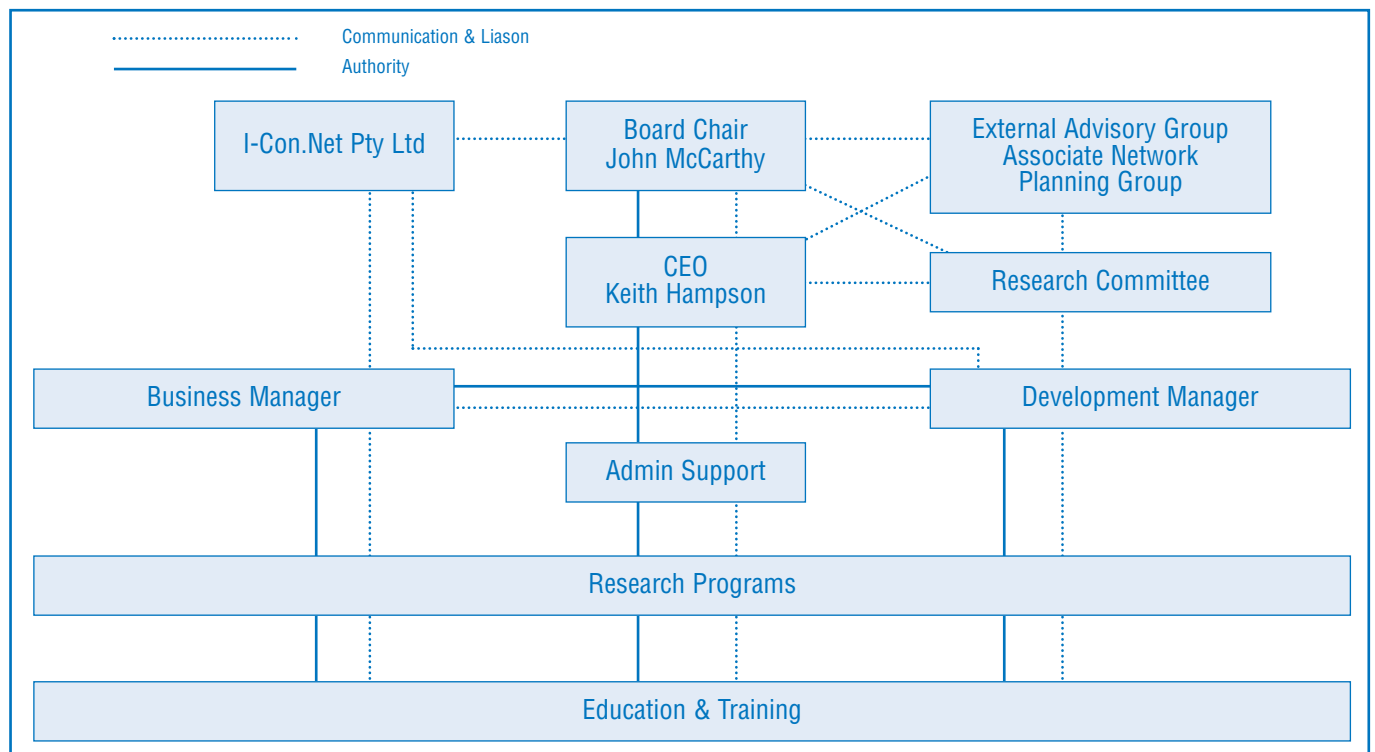 Communication & Liason
Authority
I-Con.Net Pty Ltd
Board Chair
John McCarthy
External Advisory Group
Associate Network
Planning Group
CEO
Keith Hampson
Research Committee
Business Manager
Development Manager
Admin Support
Research Programs
Education & Training